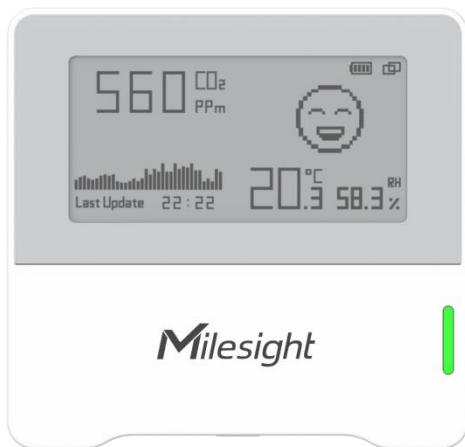 560 CO₂
PPm
Last Update 22:22
20.3 °C 58.3 RH %
Milesight